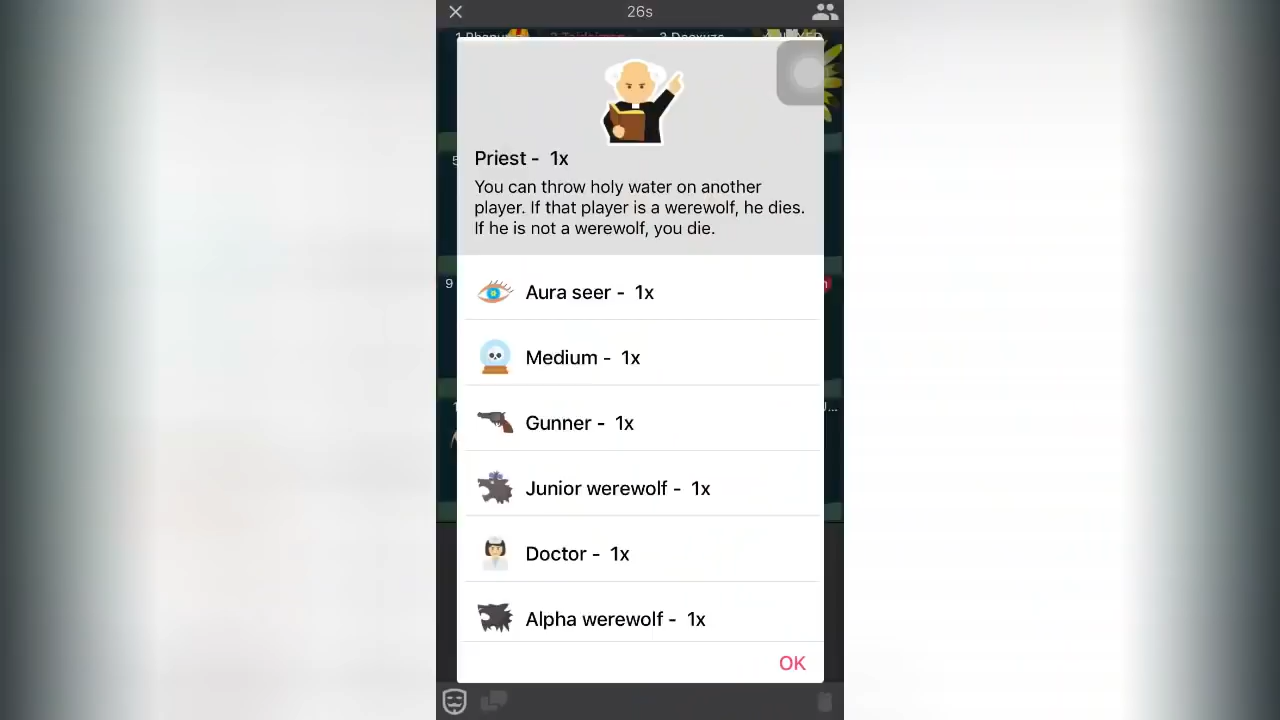 26s
Priest - 1x
You can throw holy water on another
player. If that player is a werewolf, he dies.
If he is not a werewolf, you die.
9
Aura seer - 1x
Medium - 1x
Gunner - 1x
Junior werewolf - 1x
Doctor - 1x
Alpha werewolf - 1x
OK